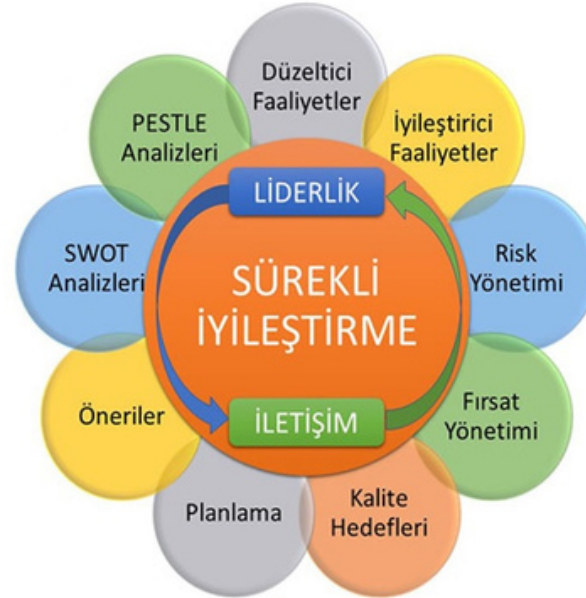 Düzeltici
Faaliyetler
İyileştirici
Faaliyetler
Risk
Yönetimi
Fırsat
Yönetimi
Kalite
Hedefleri
Planlama
Öneriler
SWOT
Analizleri
PESTLE
Analizleri
LİDERLİK
SÜREKLİ
İYİLEŞTİRME
İLETİŞİM